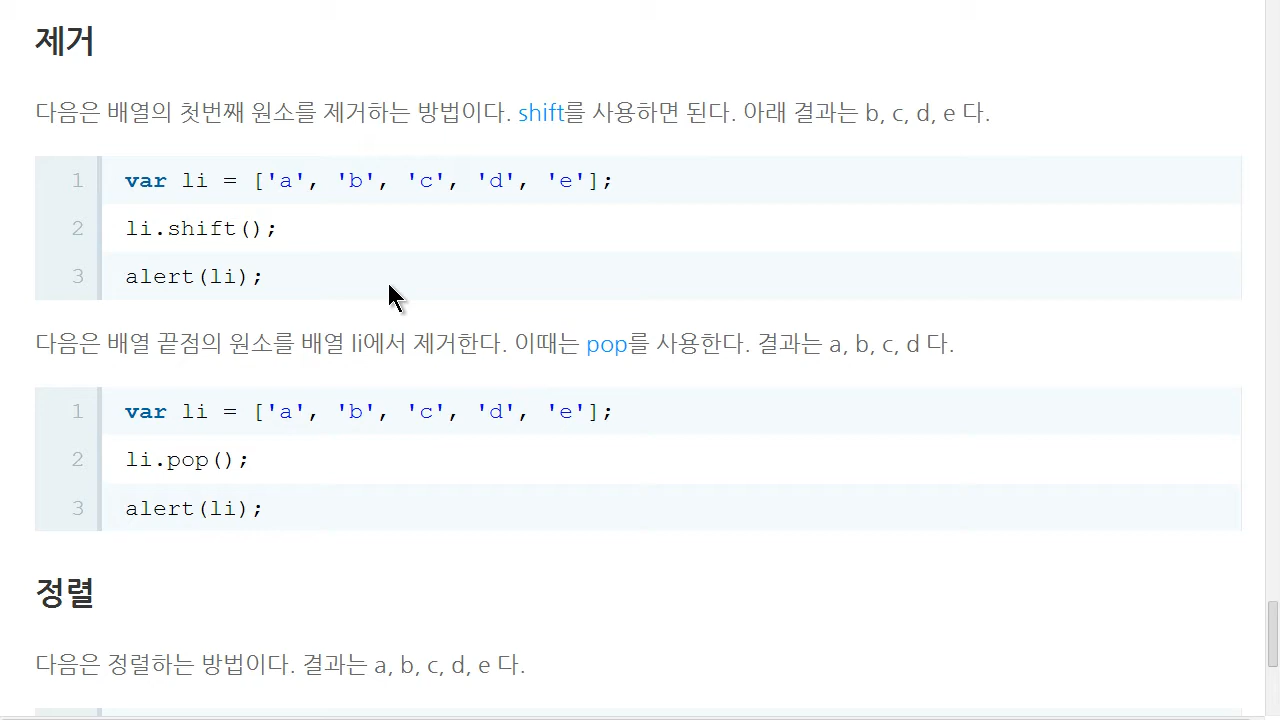 제거
다음은 배열의 첫번째 원소를 제거하는 방법이다. shift를 사용하면 된다. 아래 결과는 b, c, d, e 다.
1 var li = ['a', 'b', 'c', 'd', 'e'];
2 li.shift();
3 alert(li);
다음은 배열 끝점의 원소를 배열 li에서 제거한다. 이때는 pop를 사용한다. 결과는 a, b, c, d 다.
1 var li = ['a', 'b', 'c', 'd', 'e'];
2 li.pop();
3 alert(li);
정렬
다음은 정렬하는 방법이다. 결과는 a, b, c, d, e 다.